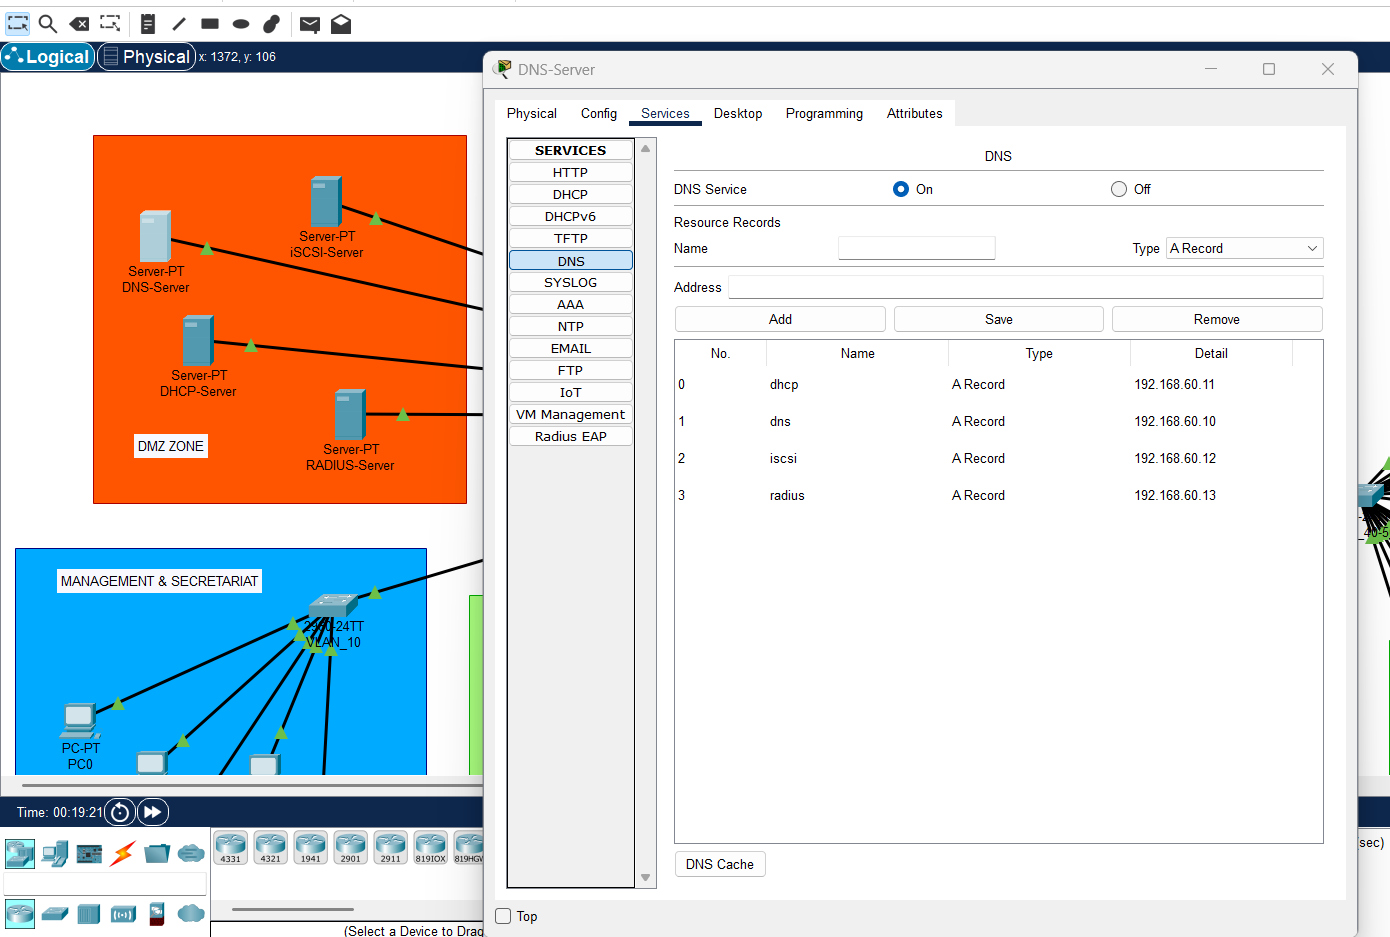 Logical
Physical
x: 1372, y: 106
DNS-Server
Physical
Config
Services
Desktop
Programming
Attributes
SERVICES
HTTP
DHCP
DHCPv6
TFTP
DNS
SYSLOG
AAA
NTP
EMAIL
FTP
IoT
VM Management
Radius EAP
DNS
DNS Service
On
Off
Resource Records
Name
Type
A Record
Address
Add
Save
Remove
No. Name Type Detail
0 dhcp A Record 192.168.60.11
1 dns A Record 192.168.60.10
2 iscsi A Record 192.168.60.12
3 radius A Record 192.168.60.13
DNS Cache
Top
Server-PT
iSCSI-Server
Server-PT
DNS-Server
Server-PT
DHCP-Server
Server-PT
RADIUS-Server
DMZ ZONE
MANAGEMENT & SECRETARIAT
2960-24TT
VLAN_10
PC-PT
PC0
Time: 00:19:21
4331
4321
1941
2901
2911
819IOX
819HGW
(Select a Device to Drag
sec)